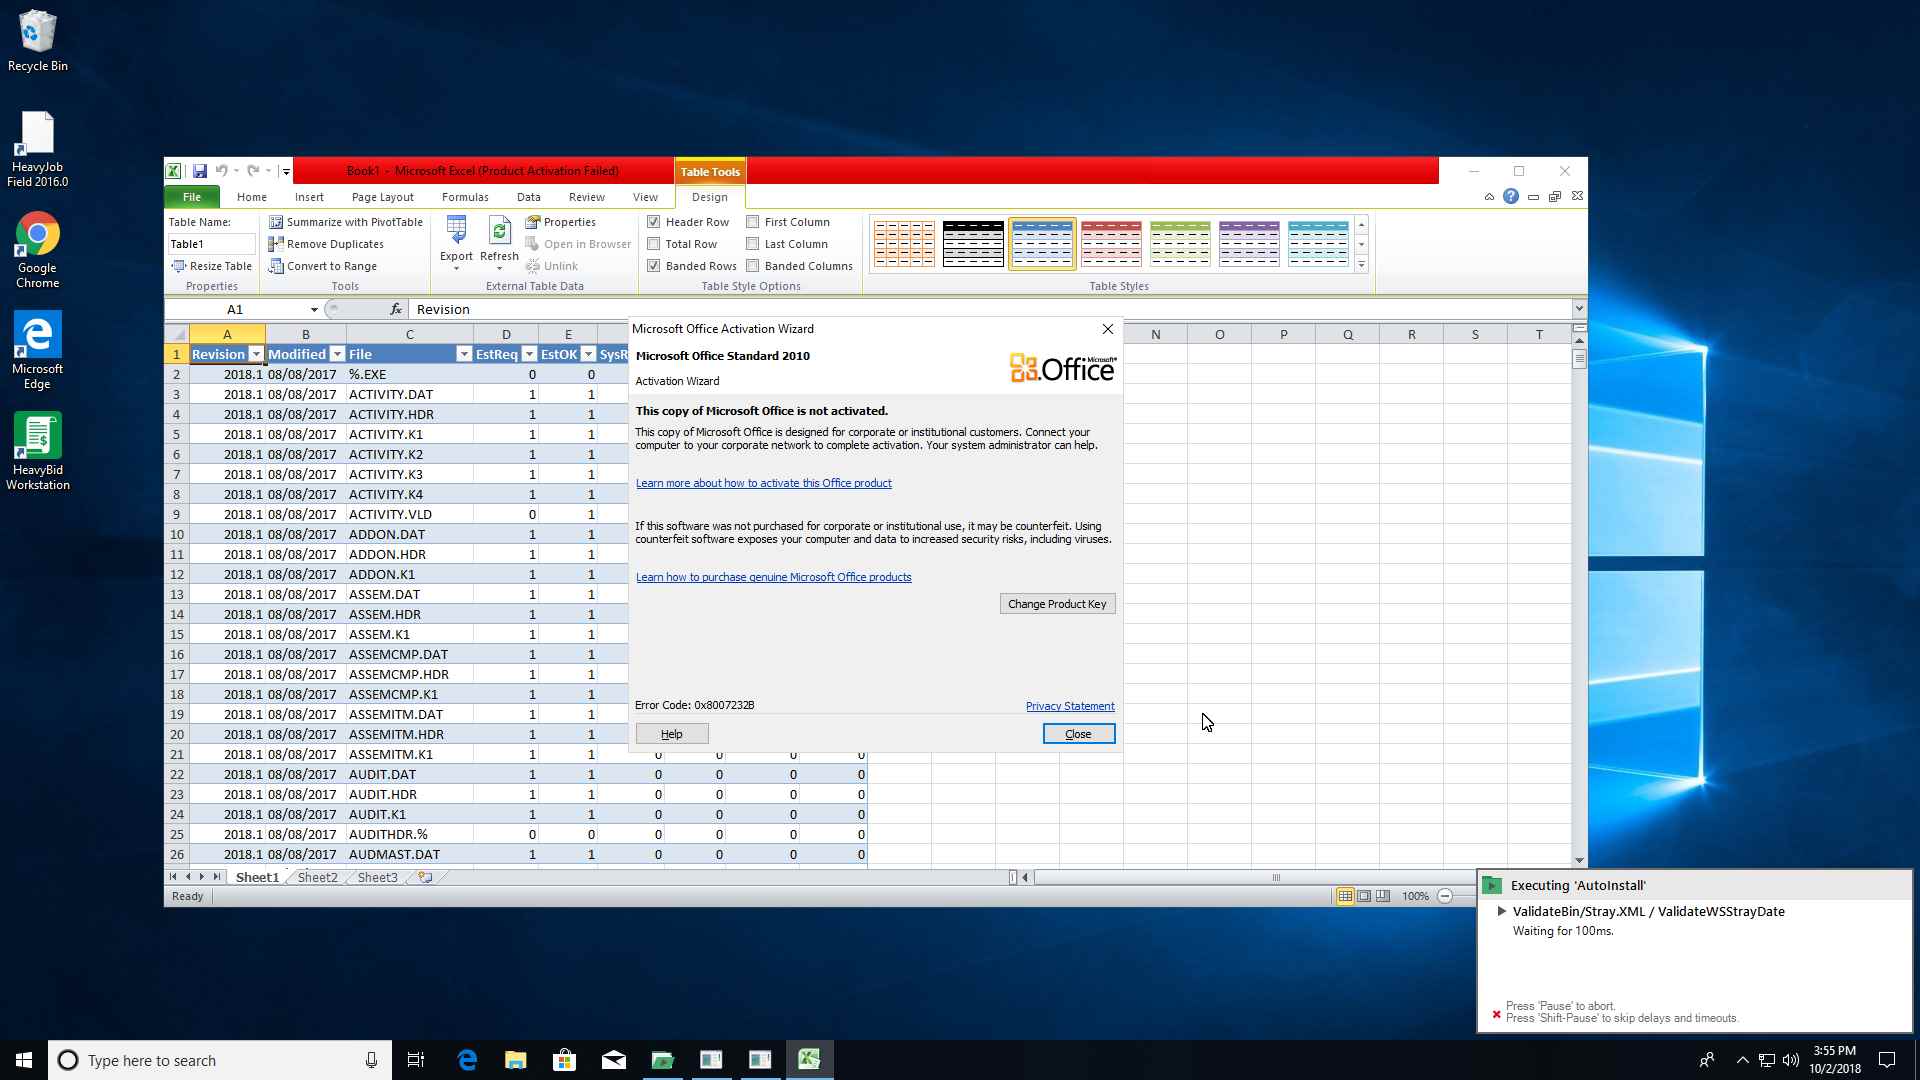 Recycle Bin
HeavyJob
Field 2016.0
Google
Chrome
Microsoft
Edge
HeavyBid
Workstation
Book1 - Microsoft Excel (Product Activation Failed)
Table Tools
File Home Insert Page Layout Formulas Data Review View Design
Table Name:
Table1
Resize Table
Properties
Summarize with PivotTable
Remove Duplicates
Convert to Range
Tools
Export
Refresh
Properties
Open in Browser
Unlink
External Table Data
Header Row
Total Row
Banded Rows
First Column
Last Column
Banded Columns
Table Style Options
Table Styles
A1 fx Revision
A B C D E N O P Q R S T
1 Revision Modified File EstReq EstOK SysR
2 2018.1 08/08/2017 %.EXE 0 0
3 2018.1 08/08/2017 ACTIVITY.DAT 1 1
4 2018.1 08/08/2017 ACTIVITY.HDR 1 1
5 2018.1 08/08/2017 ACTIVITY.K1 1 1
6 2018.1 08/08/2017 ACTIVITY.K2 1 1
7 2018.1 08/08/2017 ACTIVITY.K3 1 1
8 2018.1 08/08/2017 ACTIVITY.K4 1 1
9 2018.1 08/08/2017 ACTIVITY.VLD 0 1
10 2018.1 08/08/2017 ADDON.DAT 1 1
11 2018.1 08/08/2017 ADDON.HDR 1 1
12 2018.1 08/08/2017 ADDON.K1 1 1
13 2018.1 08/08/2017 ASSEM.DAT 1 1
14 2018.1 08/08/2017 ASSEM.HDR 1 1
15 2018.1 08/08/2017 ASSEM.K1 1 1
16 2018.1 08/08/2017 ASSEMCMP.DAT 1 1
17 2018.1 08/08/2017 ASSEMCMP.HDR 1 1
18 2018.1 08/08/2017 ASSEMCMP.K1 1 1
19 2018.1 08/08/2017 ASSEMITM.DAT 1 1
20 2018.1 08/08/2017 ASSEMITM.HDR 1 1
21 2018.1 08/08/2017 ASSEMITM.K1 1 1 0 0 0 0
22 2018.1 08/08/2017 AUDIT.DAT 1 1 0 0 0 0
23 2018.1 08/08/2017 AUDIT.HDR 1 1 0 0 0 0
24 2018.1 08/08/2017 AUDIT.K1 1 1 0 0 0 0
25 2018.1 08/08/2017 AUDITHDR.% 0 0 0 0 0 0
26 2018.1 08/08/2017 AUDMAST.DAT 1 1 0 0 0 0
Sheet1 Sheet2 Sheet3
Ready
100%
Microsoft Office Activation Wizard
Microsoft Office Standard 2010
Activation Wizard
Microsoft®
Office
This copy of Microsoft Office is not activated.
This copy of Microsoft Office is designed for corporate or institutional customers. Connect your
computer to your corporate network to complete activation. Your system administrator can help.
Learn more about how to activate this Office product
If this software was not purchased for corporate or institutional use, it may be counterfeit. Using
counterfeit software exposes your computer and data to increased security risks, including viruses.
Learn how to purchase genuine Microsoft Office products
Change Product Key
Error Code: 0x8007232B
Privacy Statement
Help
Close
Executing 'AutoInstall'
ValidateBin/Stray.XML / ValidateWSStrayDate
Waiting for 100ms.
Press 'Pause' to abort.
Press 'Shift-Pause' to skip delays and timeouts.
Type here to search
3:55 PM
10/2/2018